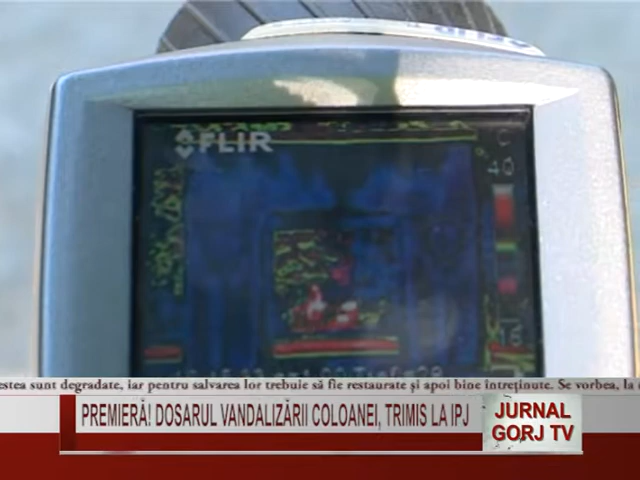 FLIR
C
40
estea sunt degradate, iar pentru salvarea lor trebuie să fie restaurate și apoi bine întreținute. Se vorbea, la
PREMIERĂ! DOSARUL VANDALIZĂRII COLOANEI, TRIMIS LA IPJ
JURNAL
GORJ TV